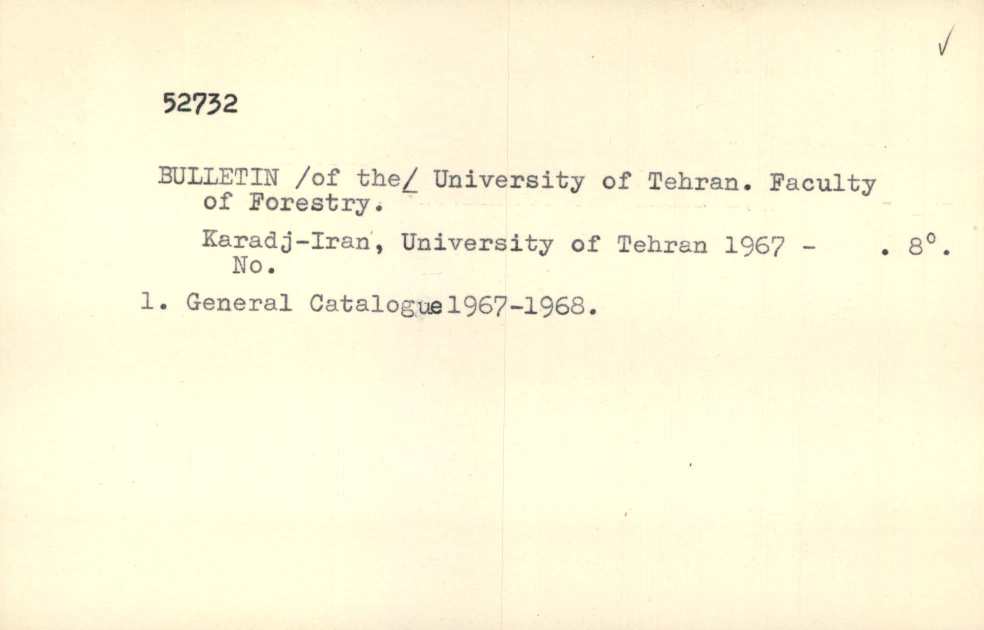 52732
BULLETIN /of the/ University of Tehran. Faculty
of Forestry.
Karadj-Iran, University of Tehran 1967 - . 8°.
No.
1. General Catalogue 1967-1968.